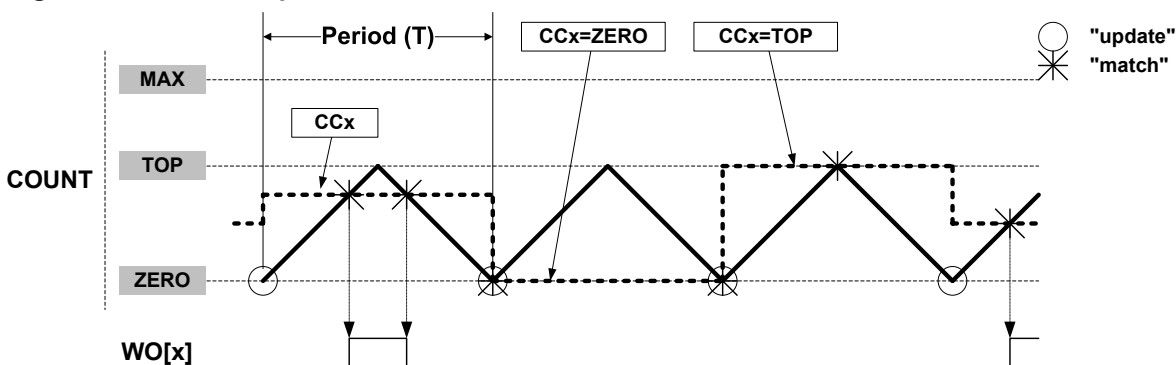 Period (T)
CCx=ZERO
CCx=TOP
"update"
"match"
MAX
CCx
TOP
COUNT
ZERO
WO[x]